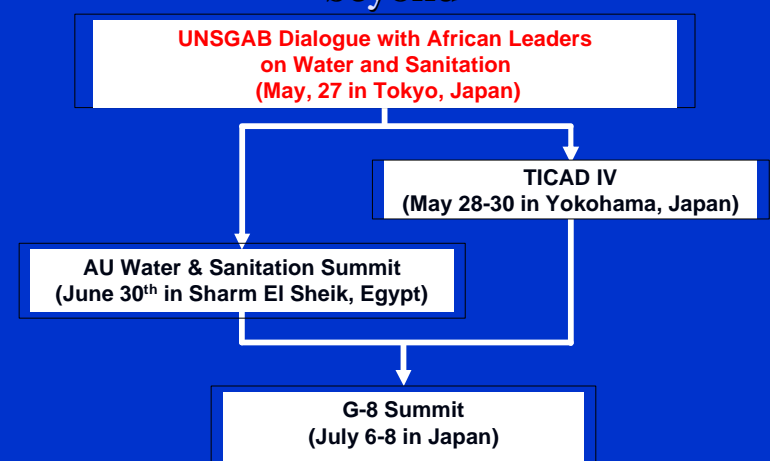 beyond
UNSGAB Dialogue with African Leaders
on Water and Sanitation
(May, 27 in Tokyo, Japan)
TICAD IV
(May 28-30 in Yokohama, Japan)
AU Water & Sanitation Summit
(June 30th in Sharm El Sheik, Egypt)
G-8 Summit
(July 6-8 in Japan)